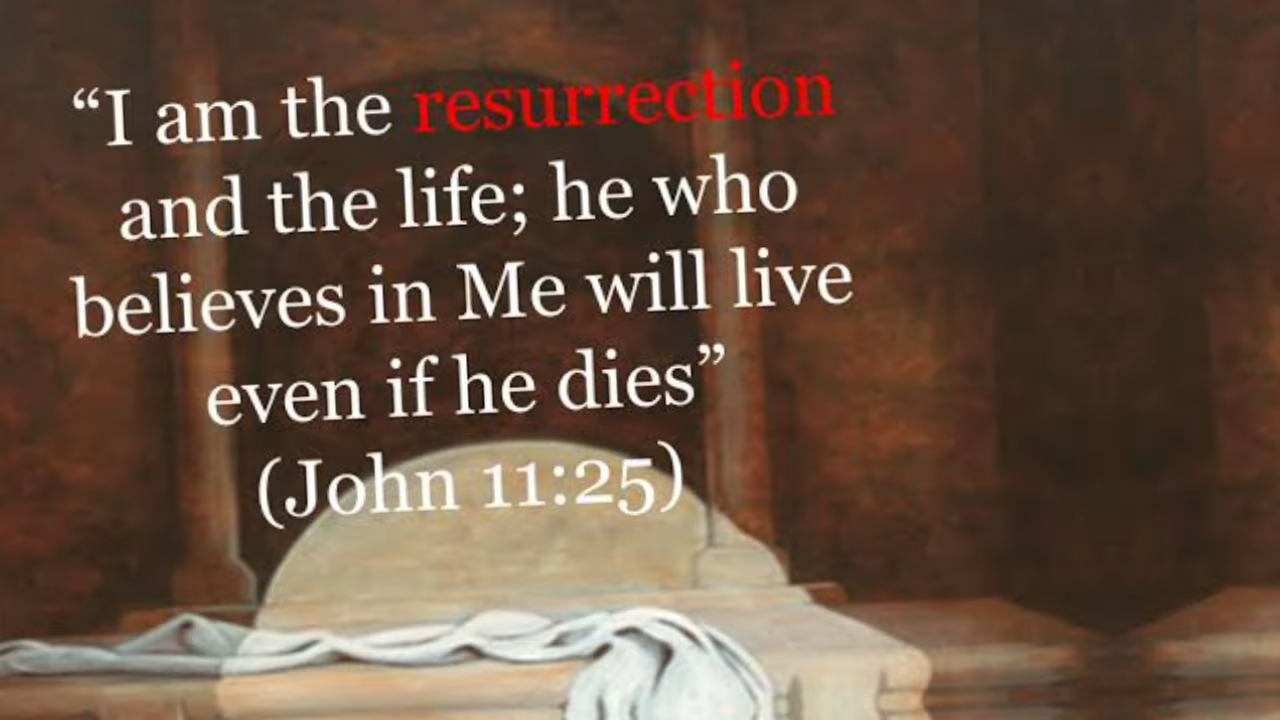 “I am the resurrection
and the life; he who
believes in Me will live
even if he dies”
(John 11:25)